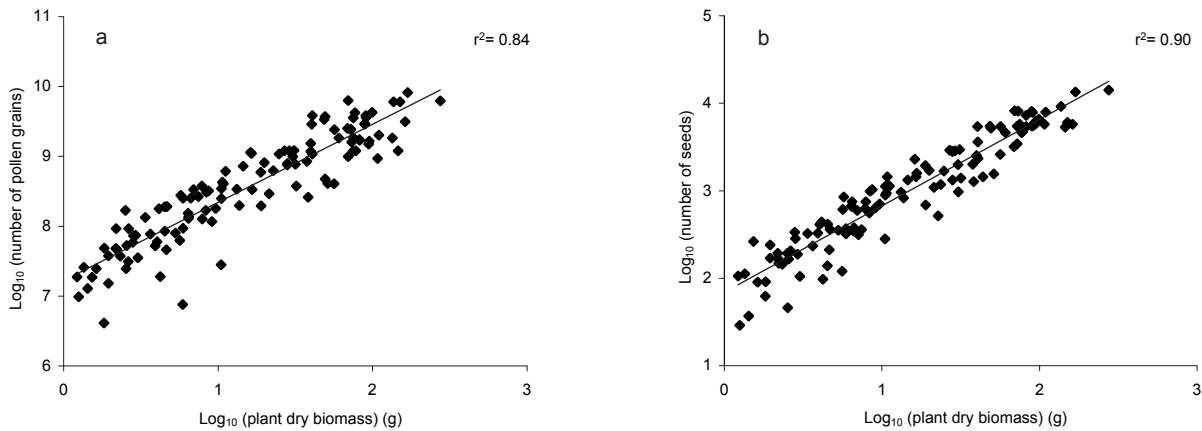 a
r²= 0.84
11
10
9
8
7
6
Log₁₀ (number of pollen grains)
0
1
2
3
Log₁₀ (plant dry biomass) (g)
b
r²= 0.90
5
4
3
2
1
Log₁₀ (number of seeds)
0
1
2
3
Log₁₀ (plant dry biomass) (g)